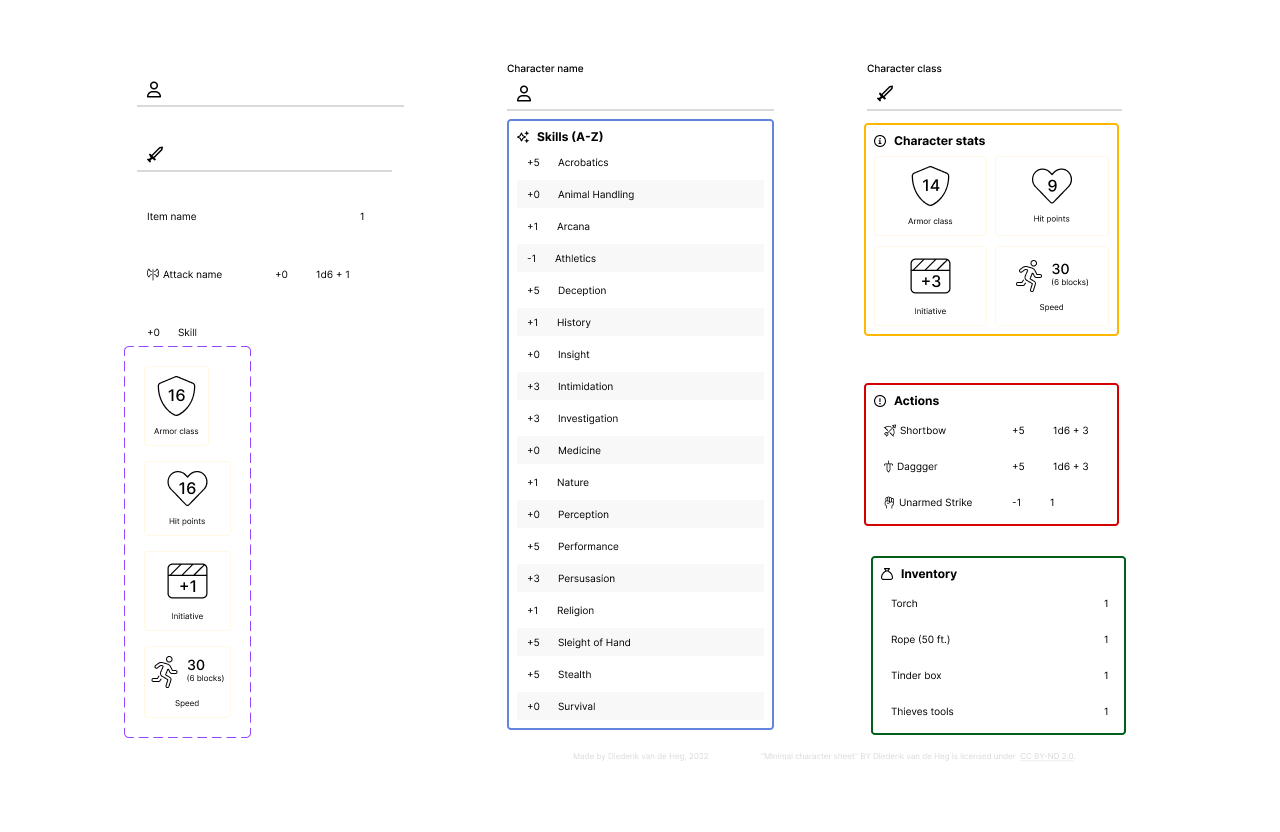 Item name 1
Attack name +0 1d6 + 1
+0 Skill
16
Armor class
16
Hit points
+1
Initiative
30
(6 blocks)
Speed
Character name
Skills (A-Z)
+5 Acrobatics
+0 Animal Handling
+1 Arcana
-1 Athletics
+5 Deception
+1 History
+0 Insight
+3 Intimidation
+3 Investigation
+0 Medicine
+1 Nature
+0 Perception
+5 Performance
+3 Persusasion
+1 Religion
+5 Sleight of Hand
+5 Stealth
+0 Survival
Character class
Character stats
14
Armor class
9
Hit points
+3
Initiative
30
(6 blocks)
Speed
Actions
Shortbow +5 1d6 + 3
Daggger +5 1d6 + 3
Unarmed Strike -1 1
Inventory
Torch 1
Rope (50 ft.) 1
Tinder box 1
Thieves tools 1
Made by Diederik van de Heg, 2022
"Minimal character sheet" BY Diederik van de Heg is licensed under CC BY-ND 2.0.